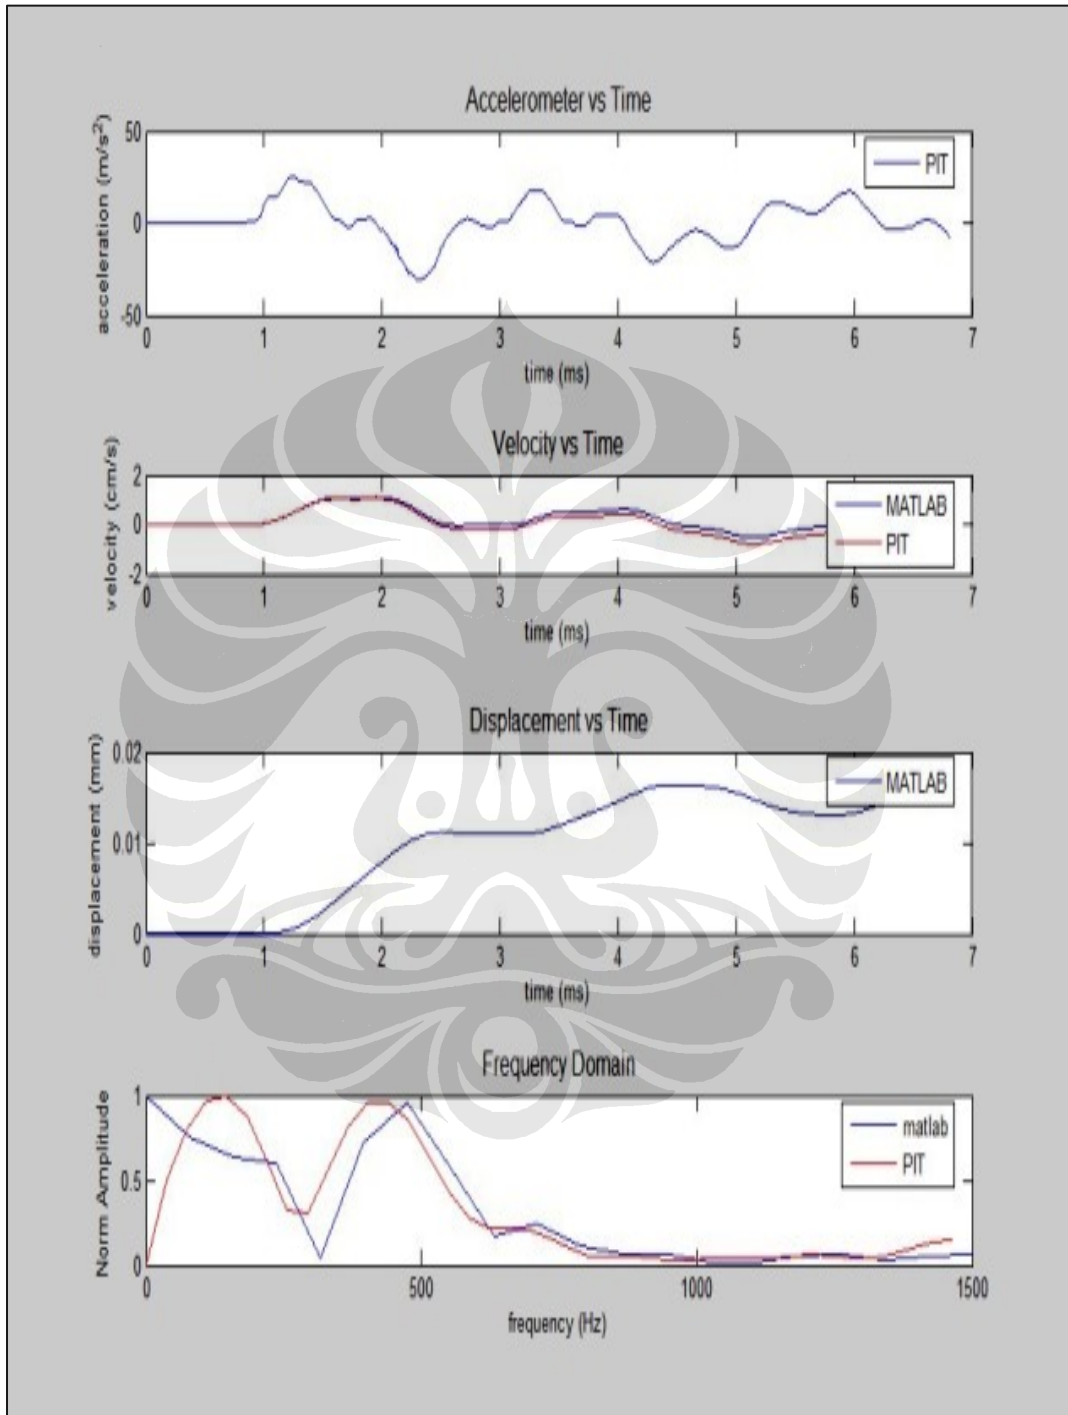 Accelerometer vs Time
acceleration (m/s²)
50
0
-50
PIT
0 1 2 3 4 5 6 7
time (ms)
Velocity vs Time
velocity (cm/s)
2
0
-2
MATLAB
PIT
0 1 2 3 4 5 6 7
time (ms)
Displacement vs Time
displacement (mm)
0.02
0.01
0
MATLAB
0 1 2 3 4 5 6 7
time (ms)
Frequency Domain
Norm Amplitude
1
0.5
0
matlab
PIT
0 500 1000 1500
frequency (Hz)